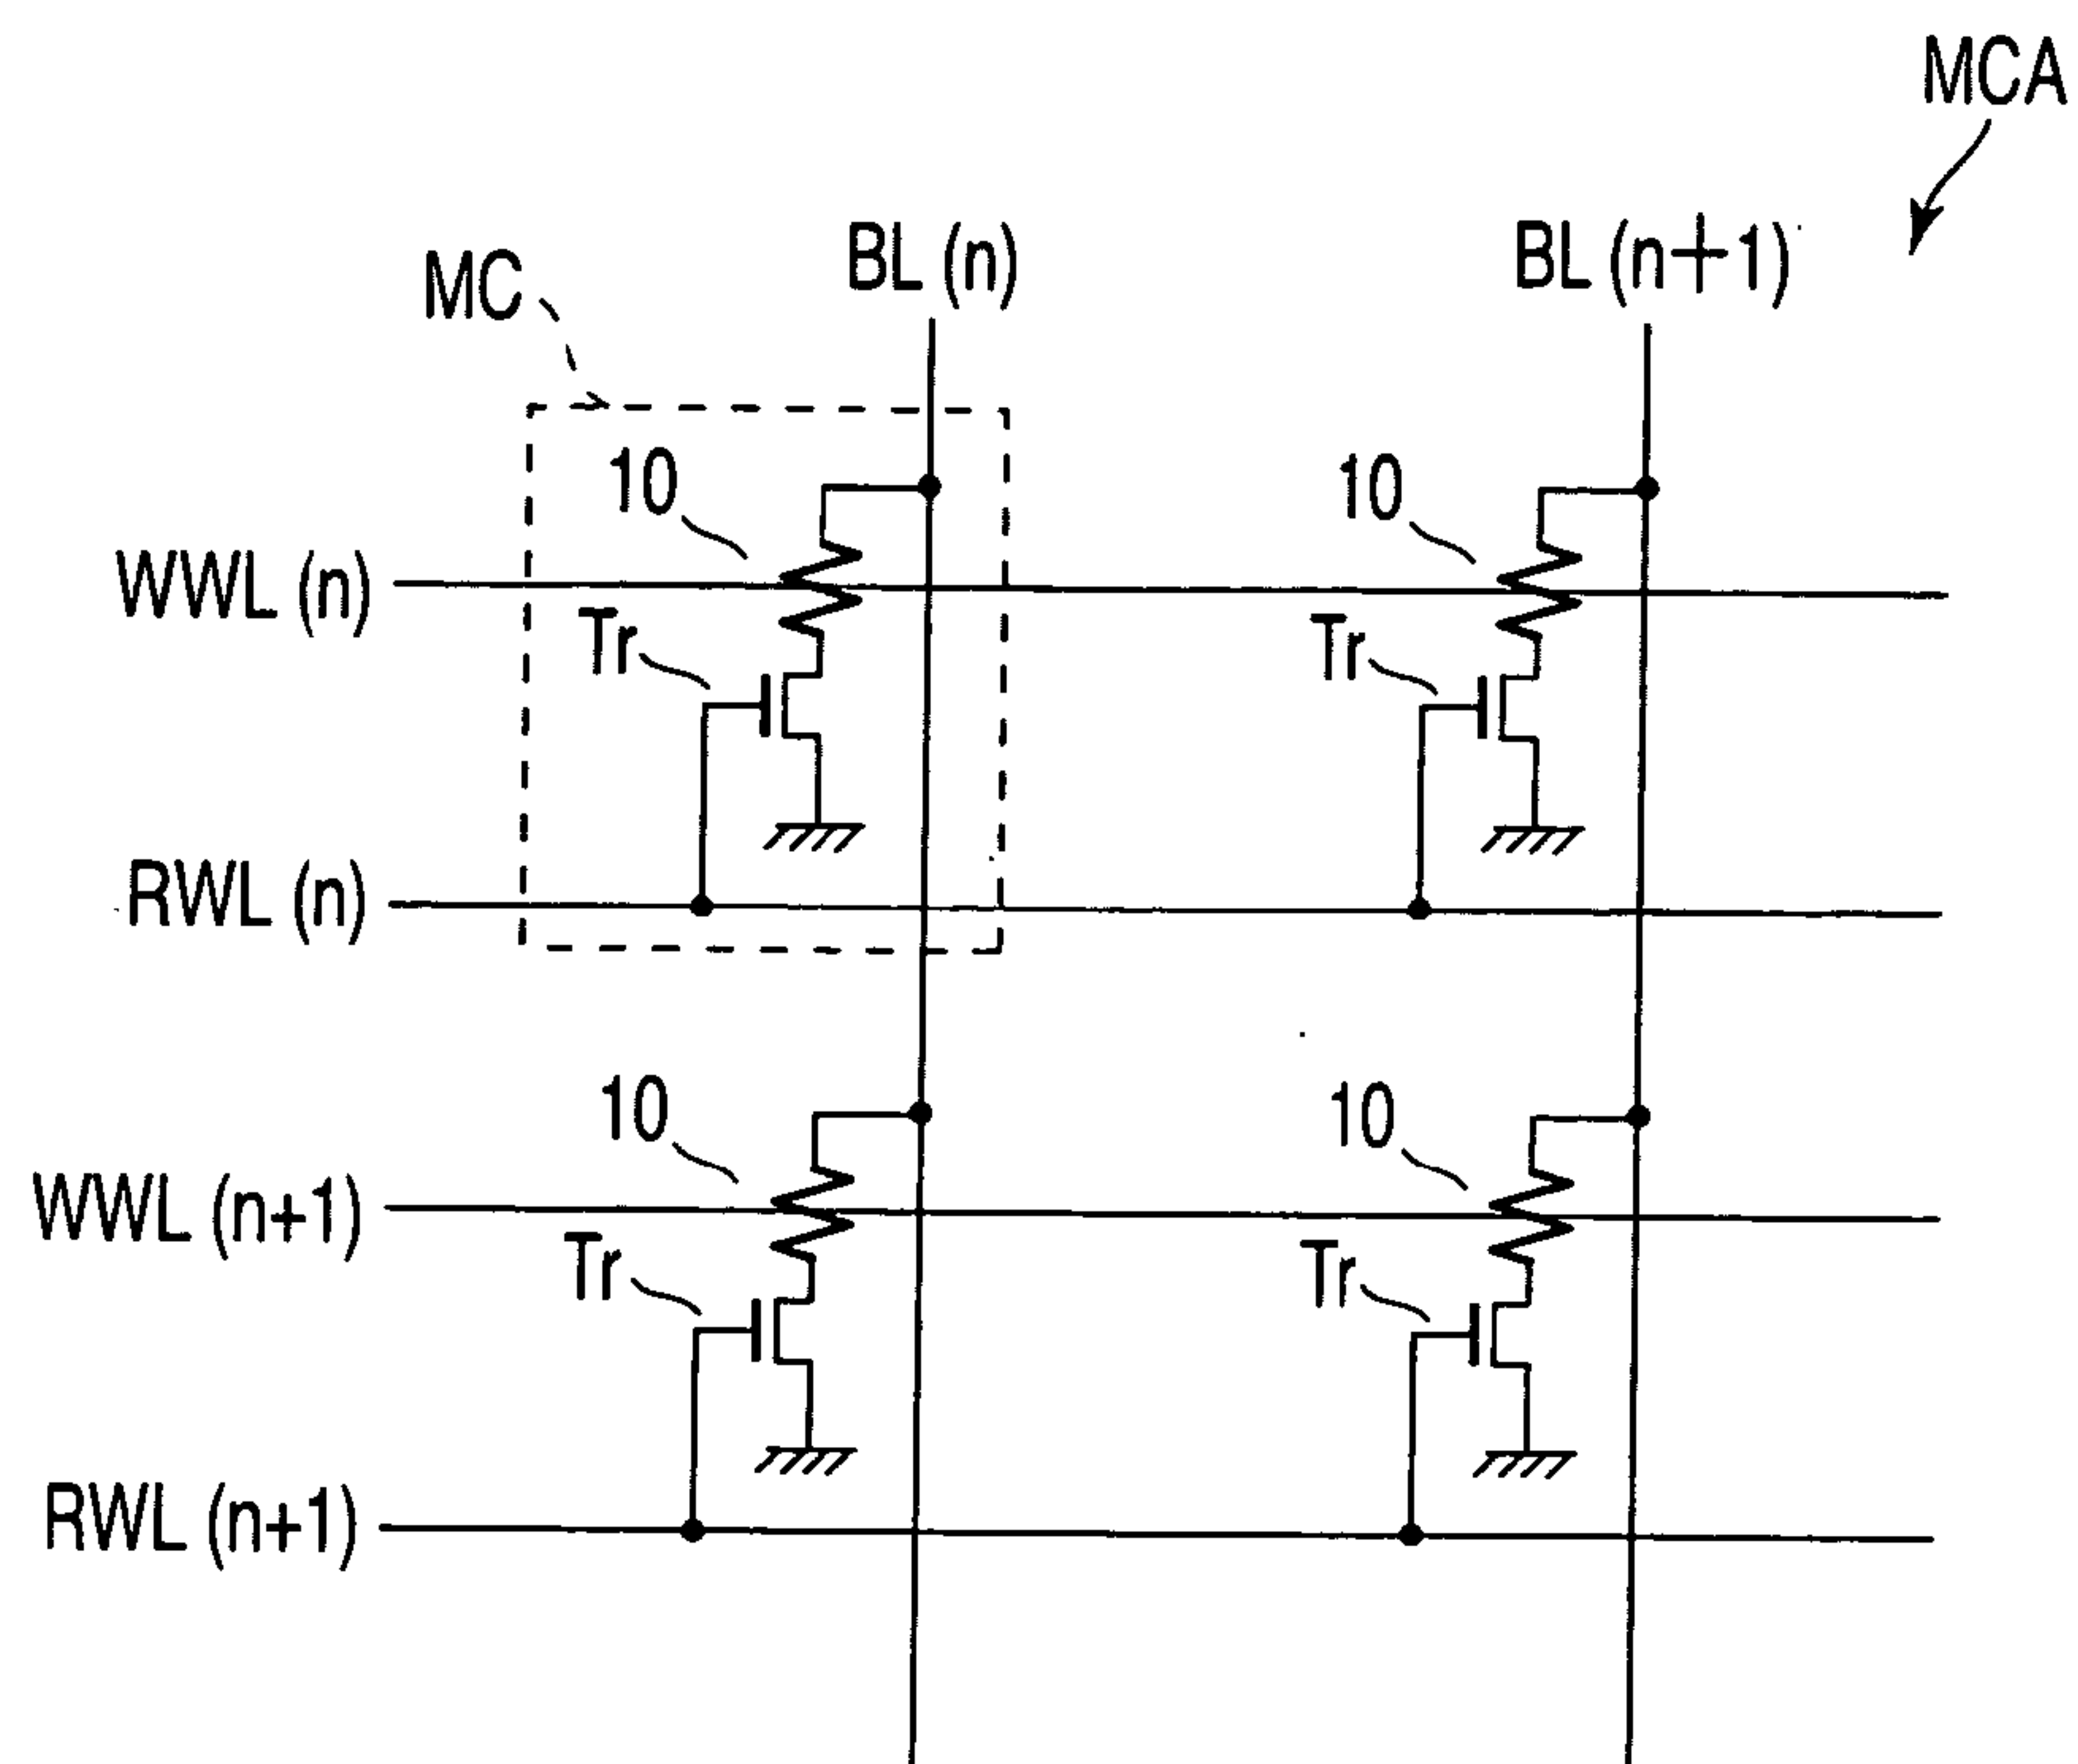 MCA
MC
BL (n)
BL (n+1)
10
10
WWL (n)
Tr
Tr
RWL (n)
10
10
WWL (n+1)
Tr
Tr
RWL (n+1)